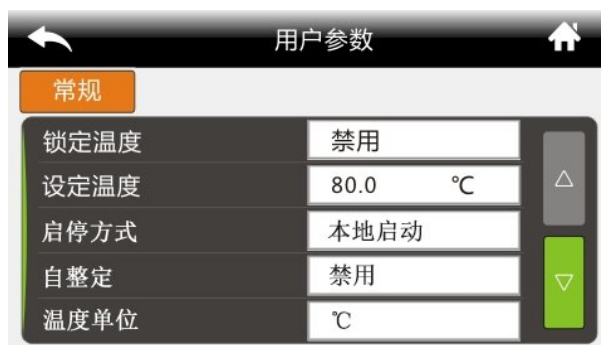 用户参数
常规
锁定温度 禁用
设定温度 80.0 ℃
启停方式 本地启动
自整定 禁用
温度单位 ℃